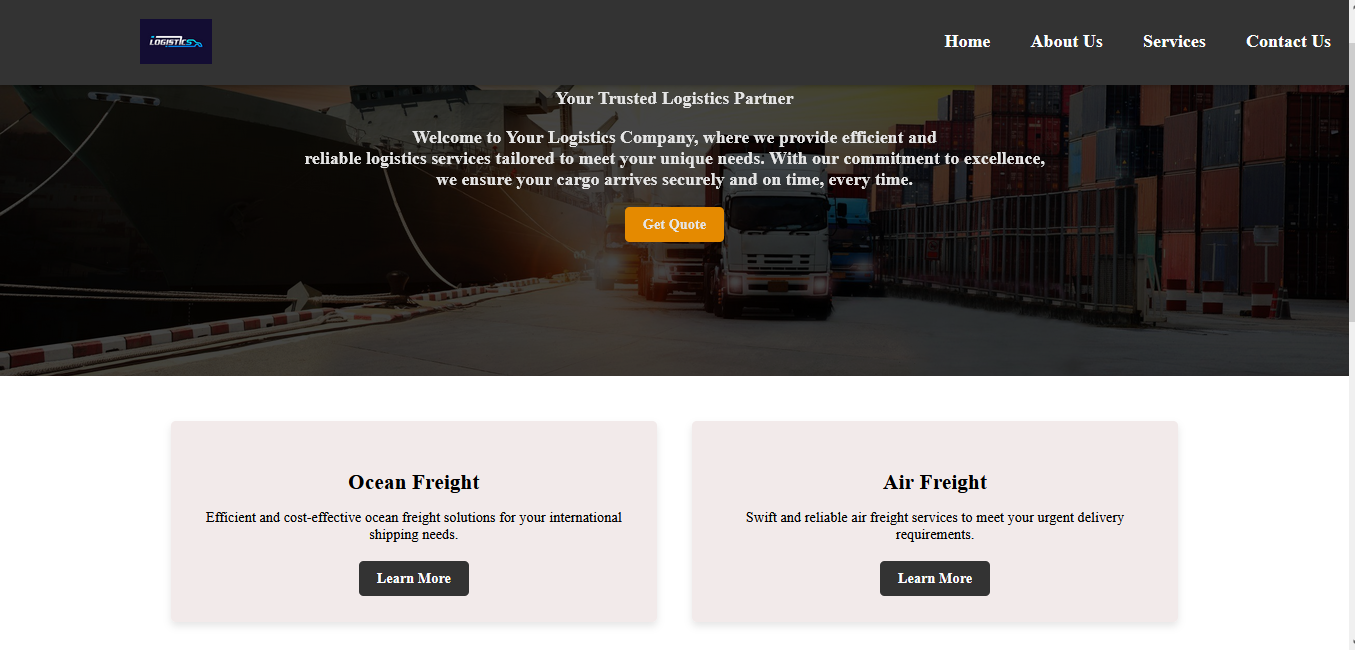 LOGISTICS
Home
About Us
Services
Contact Us
Your Trusted Logistics Partner
Welcome to Your Logistics Company, where we provide efficient and
reliable logistics services tailored to meet your unique needs. With our commitment to excellence,
we ensure your cargo arrives securely and on time, every time.
Get Quote
Ocean Freight
Efficient and cost-effective ocean freight solutions for your international
shipping needs.
Learn More
Air Freight
Swift and reliable air freight services to meet your urgent delivery
requirements.
Learn More